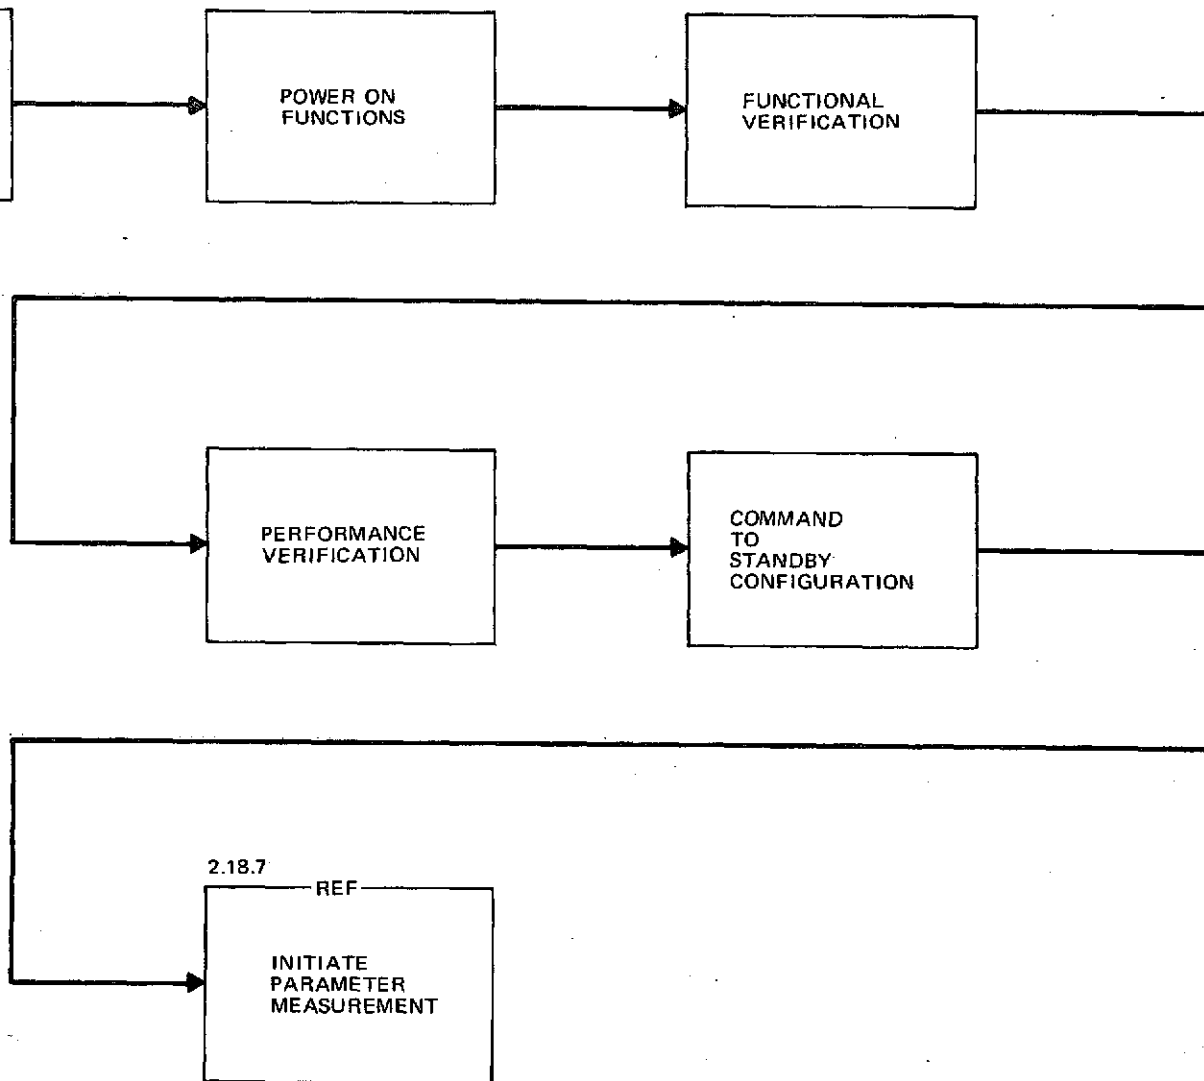 POWER ON
FUNCTIONS
FUNCTIONAL
VERIFICATION
PERFORMANCE
VERIFICATION
COMMAND
TO
STANDBY
CONFIGURATION
2.18.7
REF
INITIATE
PARAMETER
MEASUREMENT